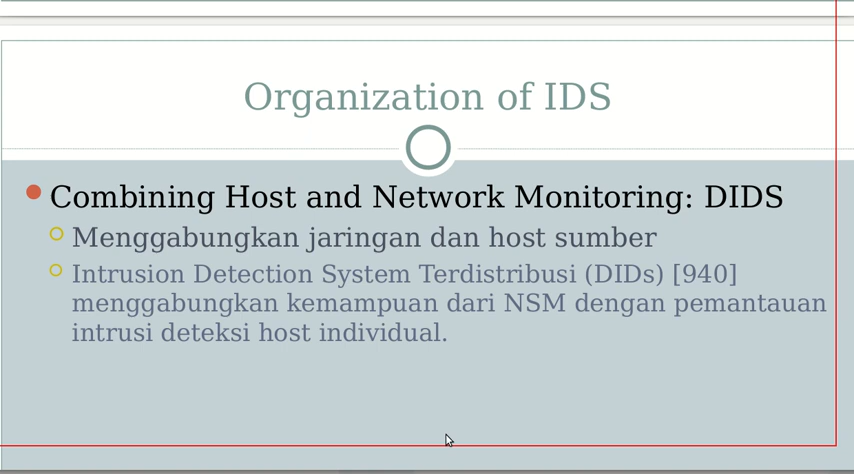 Organization of IDS
Combining Host and Network Monitoring: DIDS
Menggabungkan jaringan dan host sumber
Intrusion Detection System Terdistribusi (DIDs) [940]
menggabungkan kemampuan dari NSM dengan pemantauan
intrusi deteksi host individual.